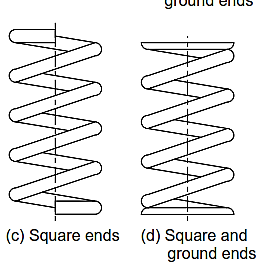 ground ends
(c) Square ends
(d) Square and
ground ends